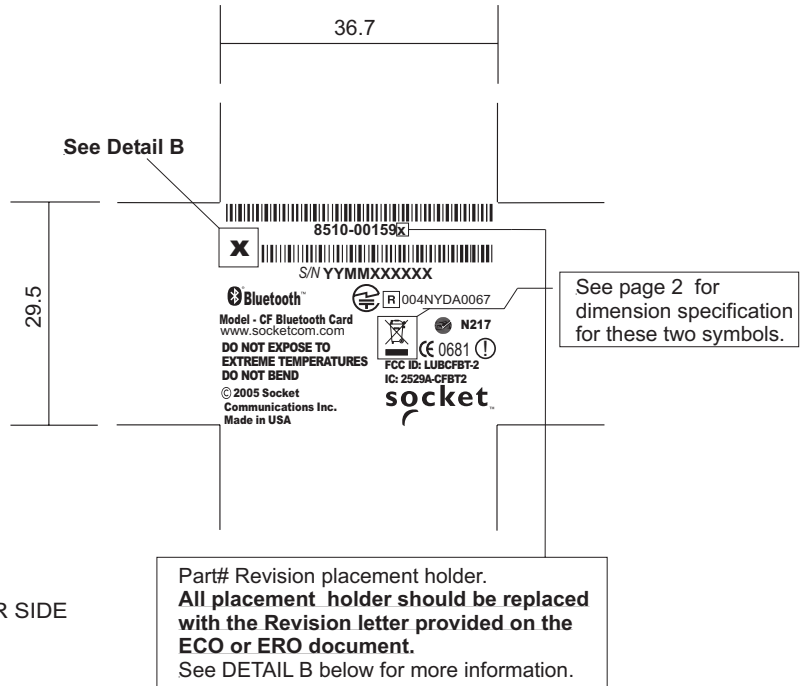 36.7
See Detail B
29.5
8510-00159x
X
S/N YYMMXXXXXX
Bluetooth™
R 004NYDA0067
Model - CF Bluetooth Card
www.socketcom.com
DO NOT EXPOSE TO
EXTREME TEMPERATURES
DO NOT BEND
© 2005 Socket
Communications Inc.
Made in USA
N217
CE 0681 !
FCC ID: LUBCFBT-2
IC: 2529A-CFBT2
socket™
See page 2 for
dimension specification
for these two symbols.
R SIDE
Part# Revision placement holder.
All placement holder should be replaced
with the Revision letter provided on the
ECO or ERO document.
See DETAIL B below for more information.